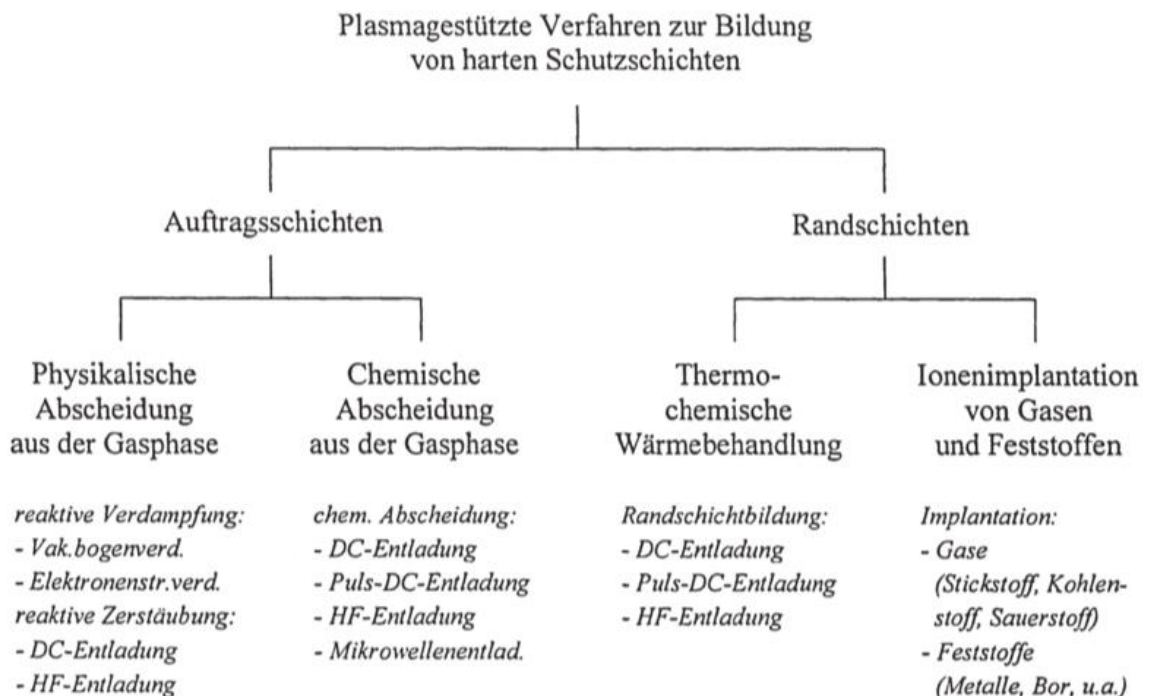 Plasmagestützte Verfahren zur Bildung
von harten Schutzschichten
Auftragsschichten
Randschichten
Physikalische
Abscheidung
aus der Gasphase
Chemische
Abscheidung
aus der Gasphase
Thermo-
chemische
Wärmebehandlung
Ionenimplantation
von Gasen
und Feststoffen
reaktive Verdampfung:
- Vak.bogenverd.
- Elektronenstr.verd.
reaktive Zerstäubung:
- DC-Entladung
- HF-Entladung
chem. Abscheidung:
- DC-Entladung
- Puls-DC-Entladung
- HF-Entladung
- Mikrowellenentlad.
Randschichtbildung:
- DC-Entladung
- Puls-DC-Entladung
- HF-Entladung
Implantation:
- Gase
(Stickstoff, Kohlen-
stoff, Sauerstoff)
- Feststoffe
(Metalle, Bor, u.a.)